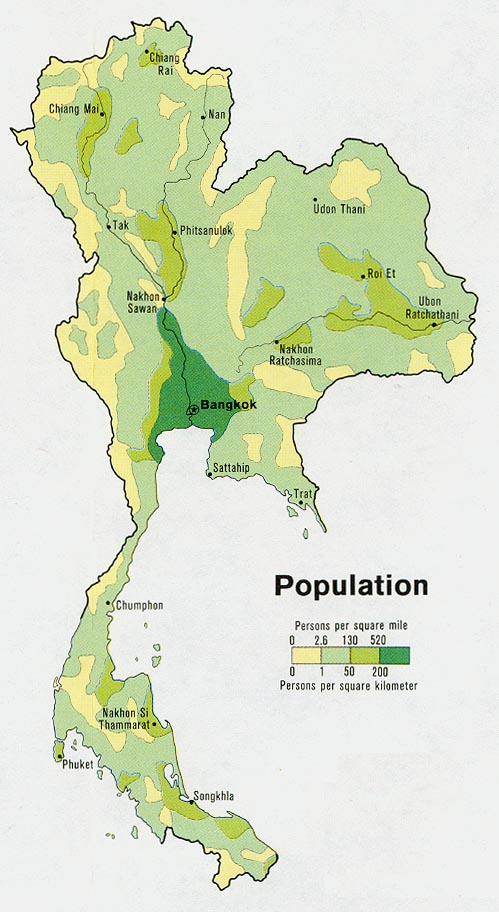 Chiang
Rai
Chiang Mai
Nan
Udon Thani
Tak
Phitsanulok
Roi Et
Nakhon
Sawan
Ubon
Ratchathani
Nakhon
Ratchasima
Bangkok
Sattahip
Trat
Population
Persons per square mile
0 2.6 130 520
0 1 50 200
Persons per square kilometer
Chumphon
Nakhon Si
Thammarat
Phuket
Songkhla